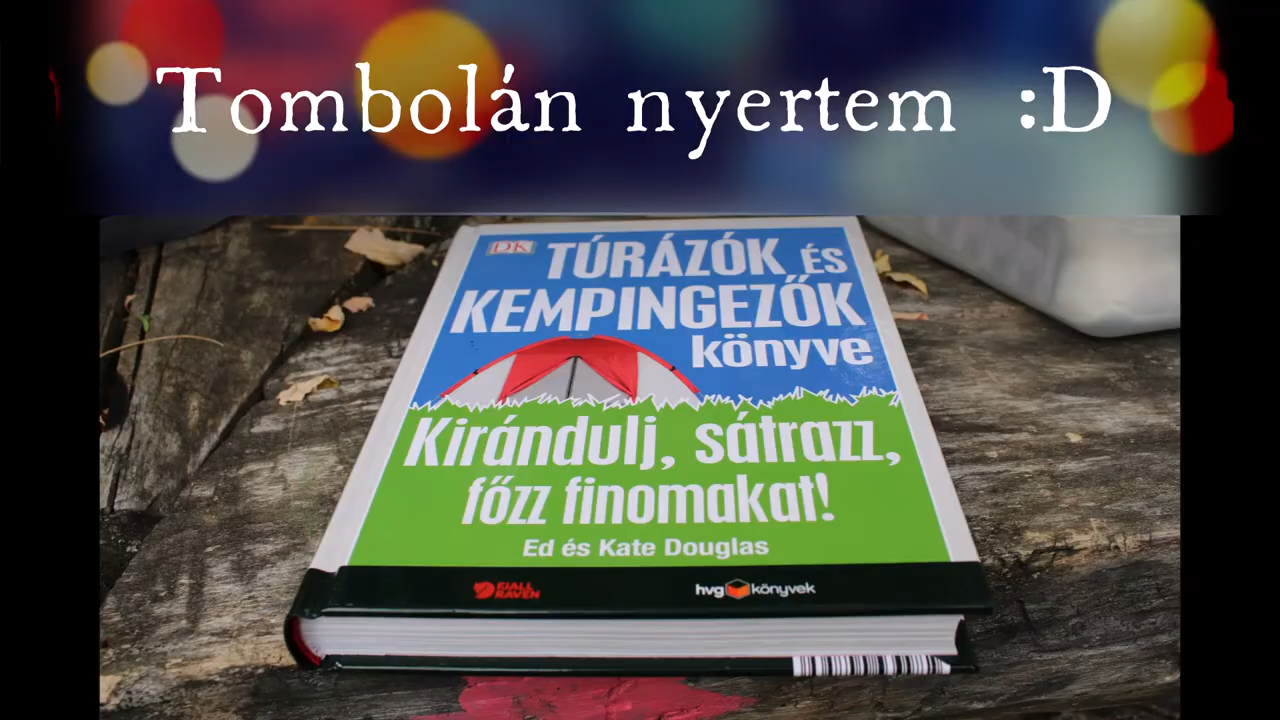 Tombolán nyertem :D
DK
TÚRÁZÓK ÉS
KEMPINGEZŐK
könyve
Kirándulj, sátrazz,
főzz finomakat!
Ed és Kate Douglas
FJALL
RAVEN
hvg könyvek